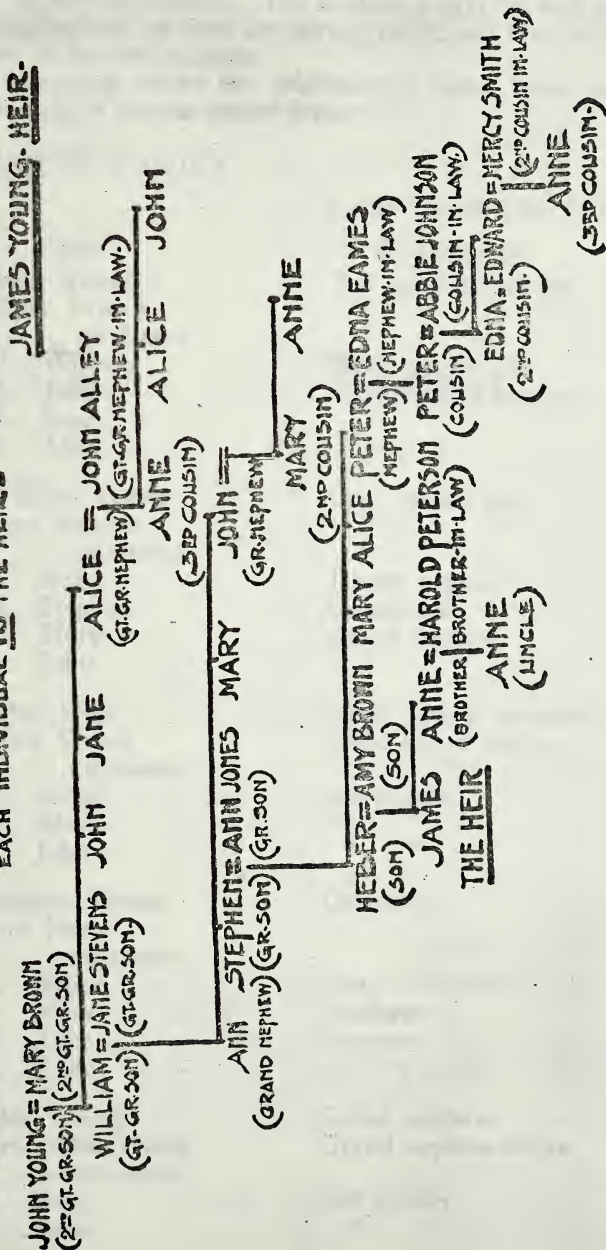 EACH INDIVIDUAL TO THE HEIR
JAMES YOUNG. HEIR.
JOHN YOUNG = MARY BROWN
(2ND GT.GR.SON) (2ND GT.GR.SON)
WILLIAM = JANE STEVENS JOHN JANE ALICE = JOHN ALLEY
(GT-GR.SON) (GT.GR.SON.) (GT.GR.NEPHEW) (GT-GR.NEPHEW-IN-LAW.)
ANNE ALICE JOHN
(3RD COUSIN)
ANN STEPHEN = ANN JONES MARY JOHN =
(GRAND NEPHEW) (GR.SON) (GR.SON) (GR.NEPHEW)
MARY ANNE
(2ND COUSIN)
HEBER = AMY BROWN MARY ALICE PETER = EDNA EAMES
(SON) (SON) (NEPHEW) (NEPHEW-IN-LAW)
JAMES ANNE = HAROLD PETERSON PETER = ABBIE JOHNSON
THE HEIR (BROTHER) (BROTHER-IN-LAW) (COUSIN) (COUSIN-IN-LAW.)
ANNE EDNA. EDWARD = MERCY SMITH
(UNCLE) (2ND COUSIN.) (2ND COUSIN IN-LAW)
ANNE
(3RD COUSIN.)